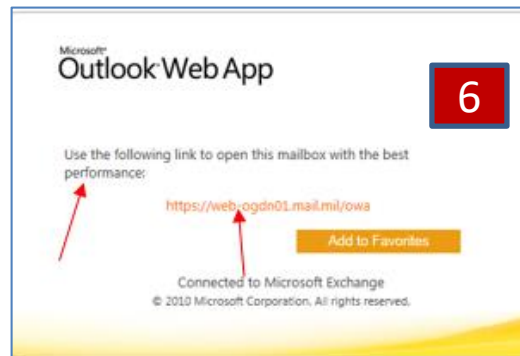 Microsoft®
Outlook Web App
6
Use the following link to open this mailbox with the best
performance:
https://web-ogdn01.mail.mil/owa
Add to Favorites
Connected to Microsoft Exchange
© 2010 Microsoft Corporation. All rights reserved.